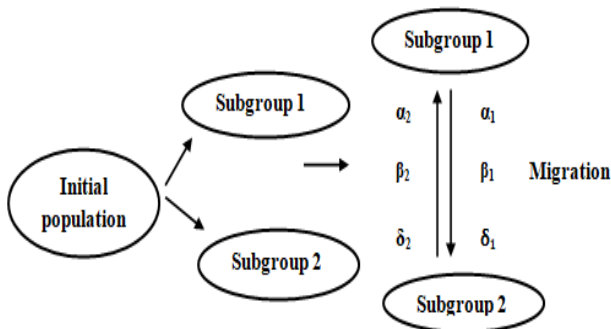 Subgroup 1
Subgroup 1
α₂ α₁
Initial
population
β₂ β₁ Migration
Subgroup 2
δ₂ δ₁
Subgroup 2